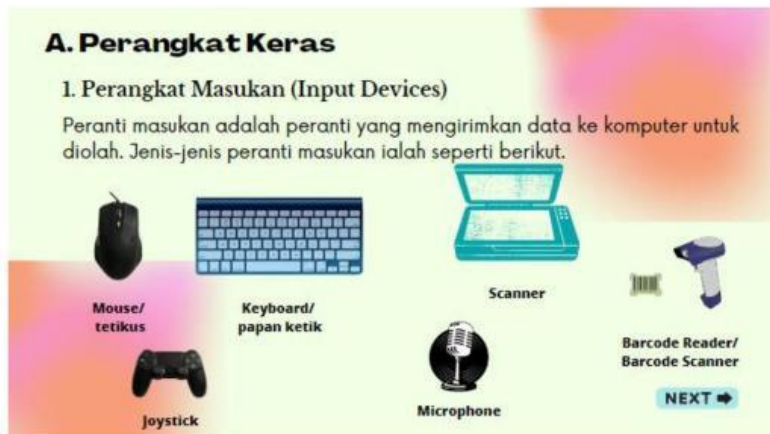 A. Perangkat Keras
1. Perangkat Masukan (Input Devices)
Peranti masukan adalah peranti yang mengirimkan data ke komputer untuk
diolah. Jenis-jenis peranti masukan ialah seperti berikut.
Mouse/
tetikus
Keyboard/
papan ketik
Scanner
Barcode Reader/
Barcode Scanner
Joystick
Microphone
NEXT